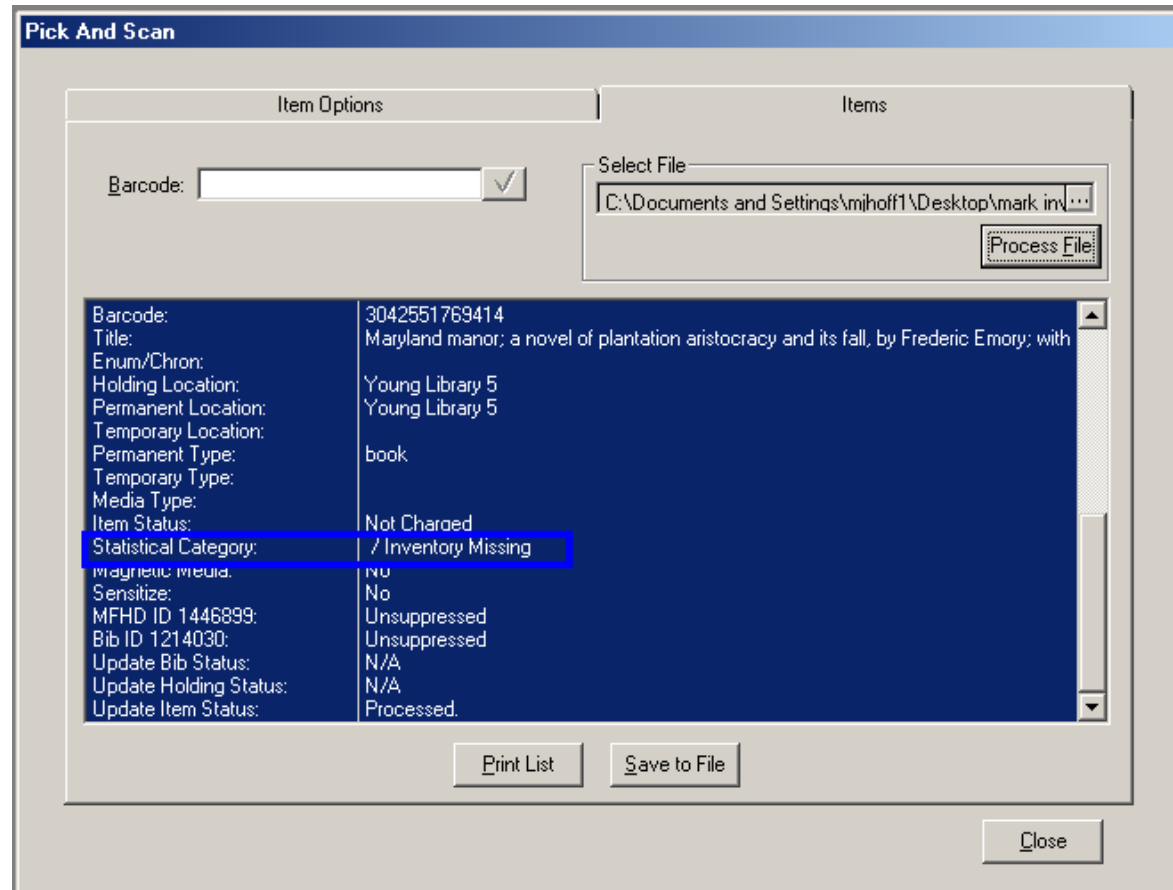 Pick And Scan
Item Options
Items
Barcode:
Select File
C:\Documents and Settings\mjhoff1\Desktop\mark inv
...
Process File
Barcode: 3042551769414
Title: Maryland manor; a novel of plantation aristocracy and its fall, by Frederic Emory; with
Enum/Chron:
Holding Location: Young Library 5
Permanent Location: Young Library 5
Temporary Location:
Permanent Type: book
Temporary Type:
Media Type:
Item Status: Not Charged
Statistical Category: / Inventory Missing
Magnetic Media: No
Sensitize: No
MFHD ID 1446899: Unsuppressed
Bib ID 1214030: Unsuppressed
Update Bib Status: N/A
Update Holding Status: N/A
Update Item Status: Processed.
Print List
Save to File
Close